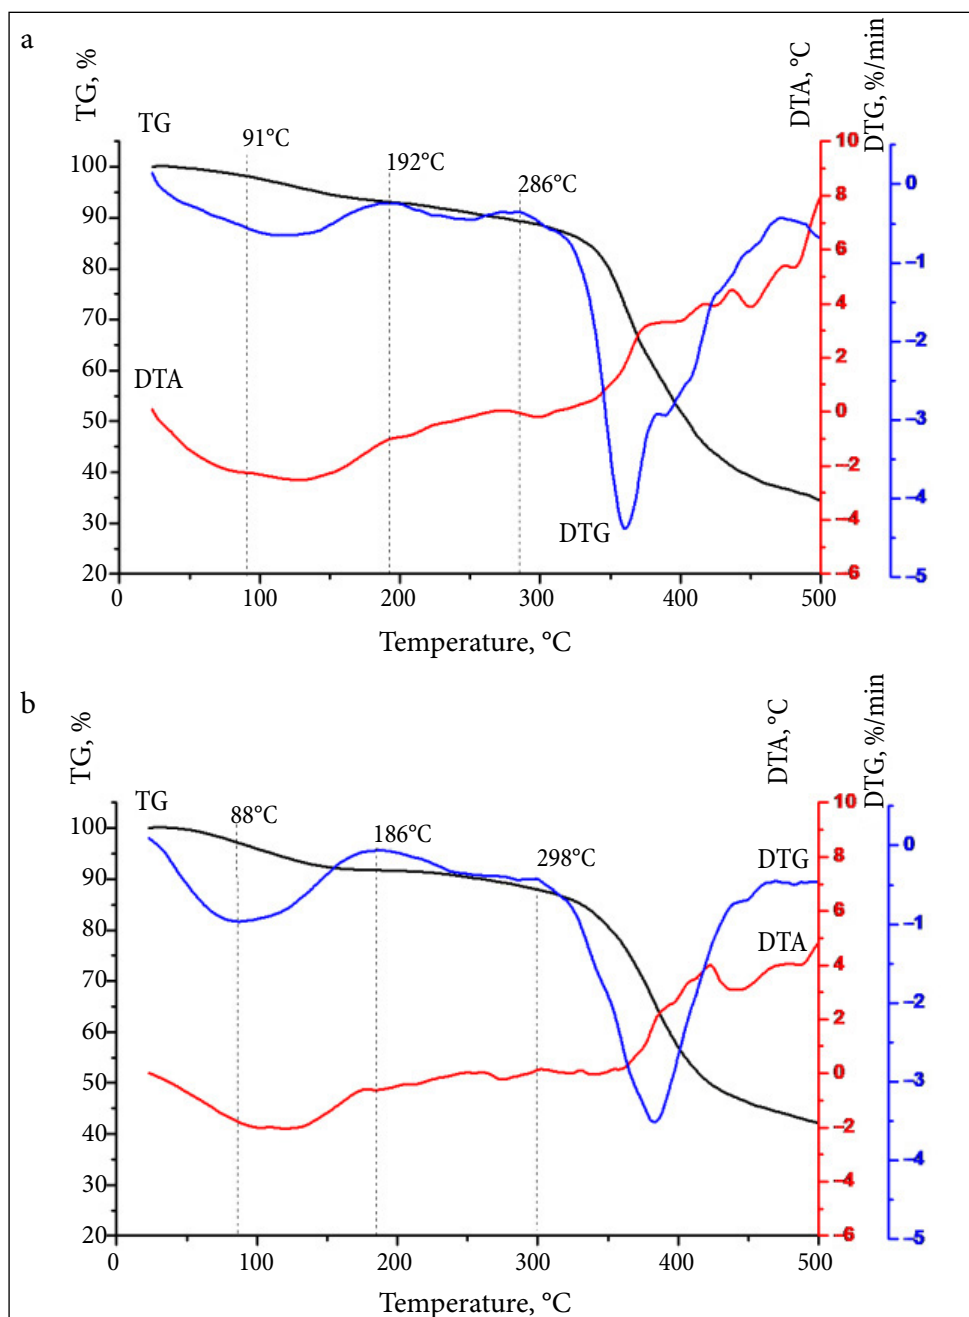 a
TG, %
DTA, °C
DTG, %/min
TG
91°C
192°C
286°C
DTA
DTG
100
90
80
70
60
50
40
30
20
10
8
6
4
2
0
−2
−4
−6
0
−1
−2
−3
−4
−5
0 100 200 300 400 500
Temperature, °C
b
TG, %
DTA, °C
DTG, %/min
TG
88°C
186°C
298°C
DTG
DTA
100
90
80
70
60
50
40
30
20
10
8
6
4
2
0
−2
−4
−6
0
−1
−2
−3
−4
−5
0 100 200 300 400 500
Temperature, °C